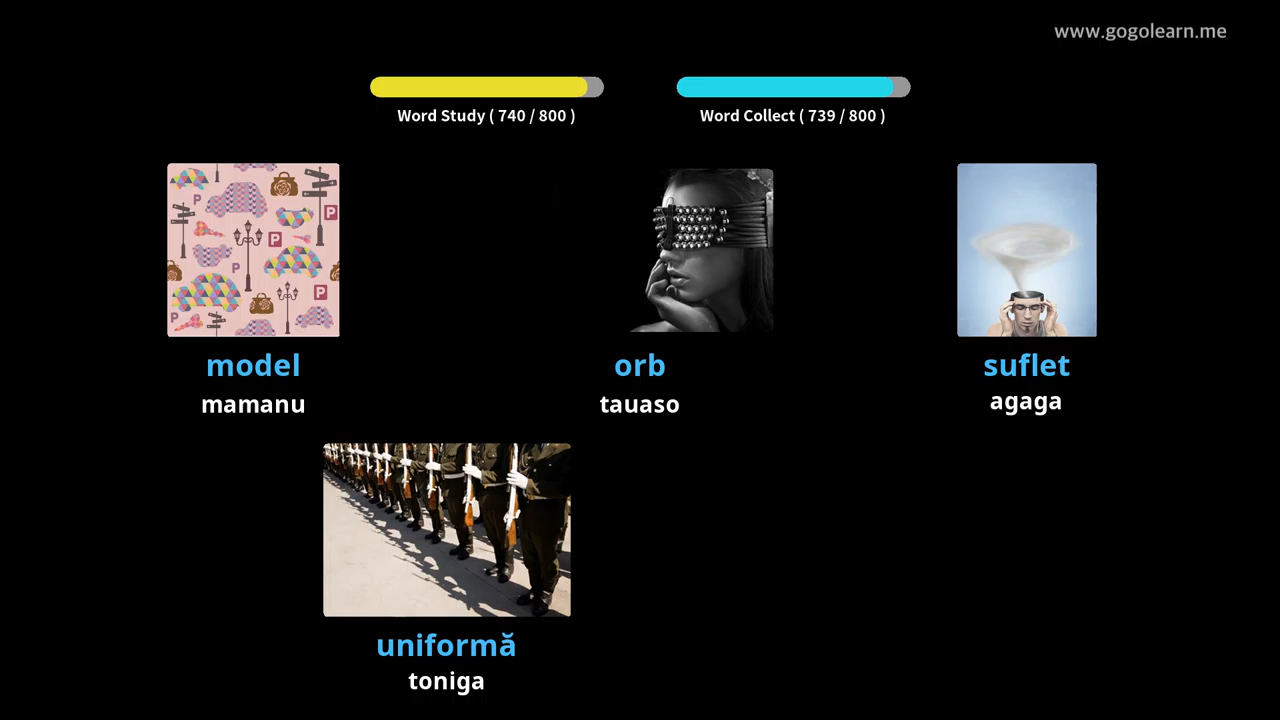 www.gogolearn.me
Word Study ( 740 / 800 )
Word Collect ( 739 / 800 )
P
P
P
P
P
P
model
mamanu
orb
tauaso
suflet
agaga
uniformă
toniga